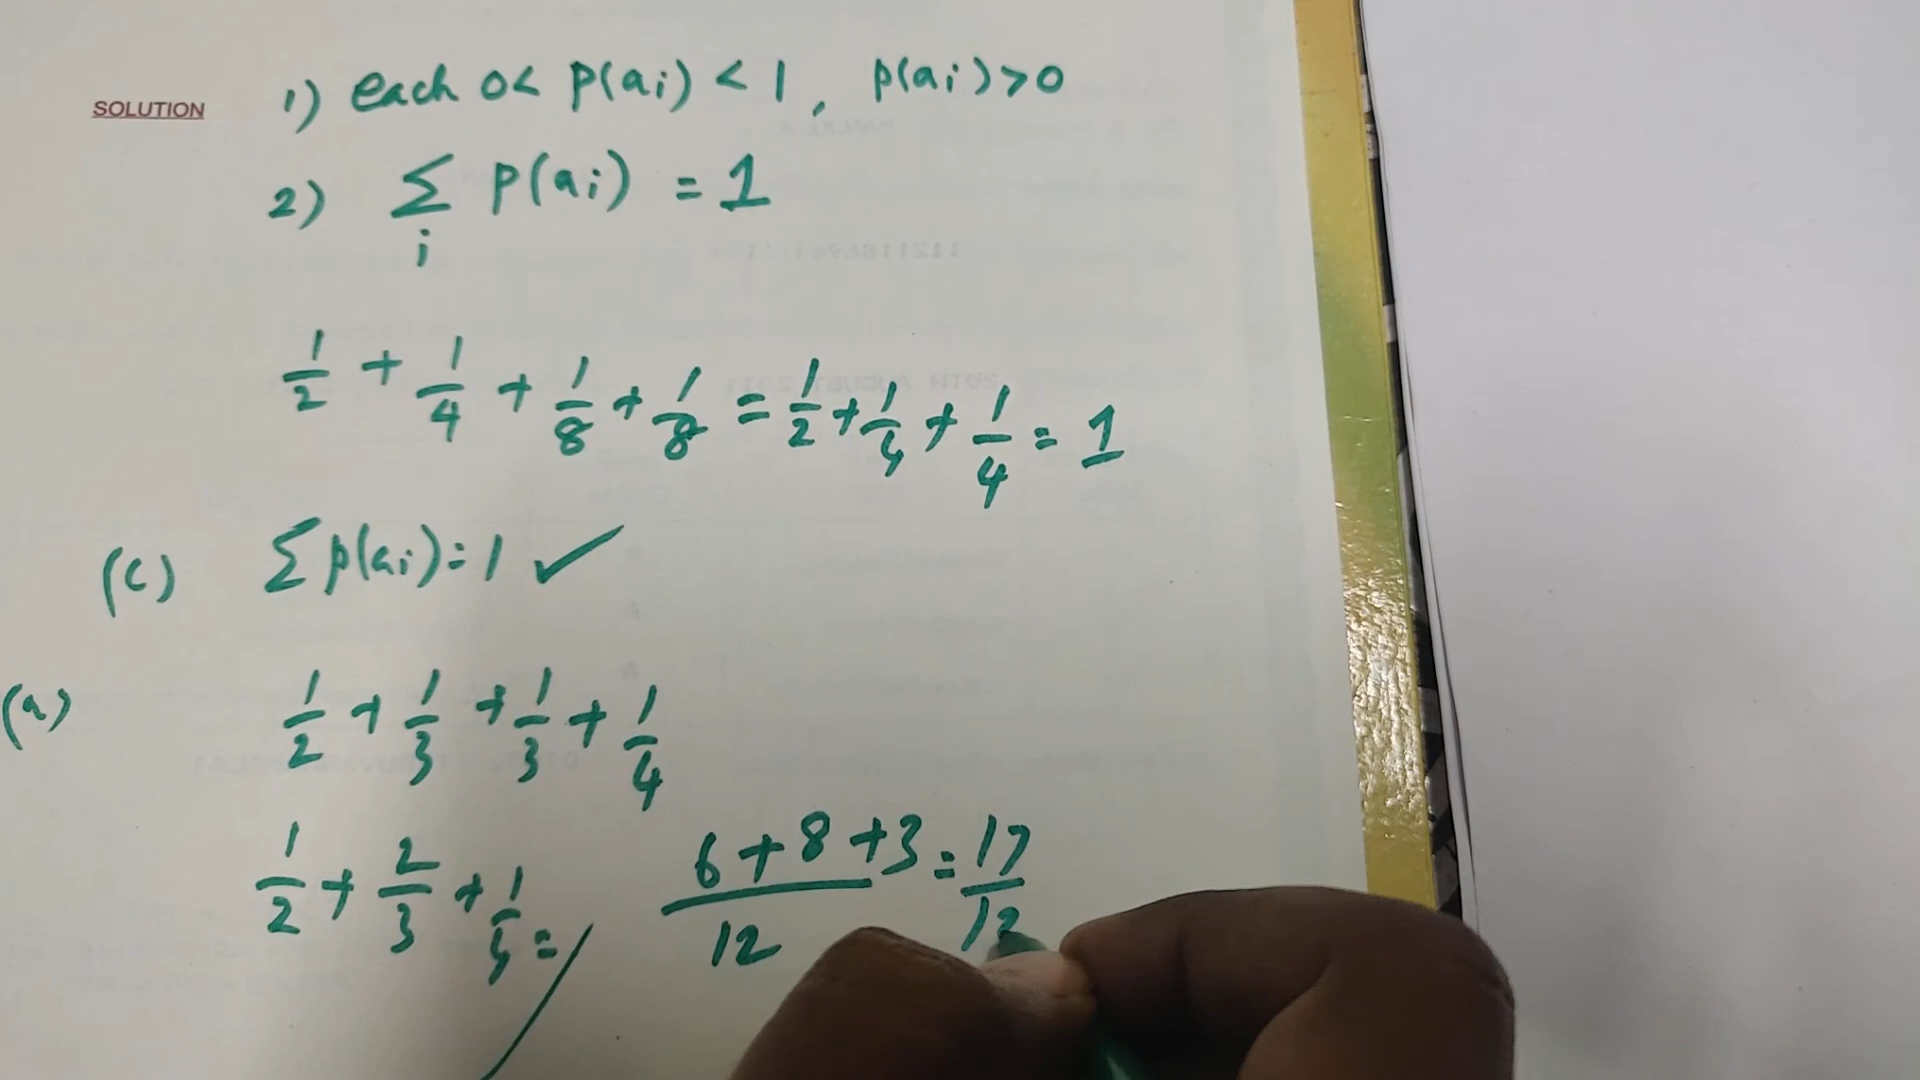 SOLUTION 1) each 0< p(ai) < 1, p(ai) > 0
2) Σ p(ai) = 1
i
1/2 + 1/4 + 1/8 + 1/8 = 1/2 + 1/4 + 1/4 = 1
(c) Σ p(ai) = 1 ✓
(a) 1/2 + 1/3 + 1/3 + 1/4
1/2 + 2/3 + 1/4 = (6+8+3)/12 = 17/12